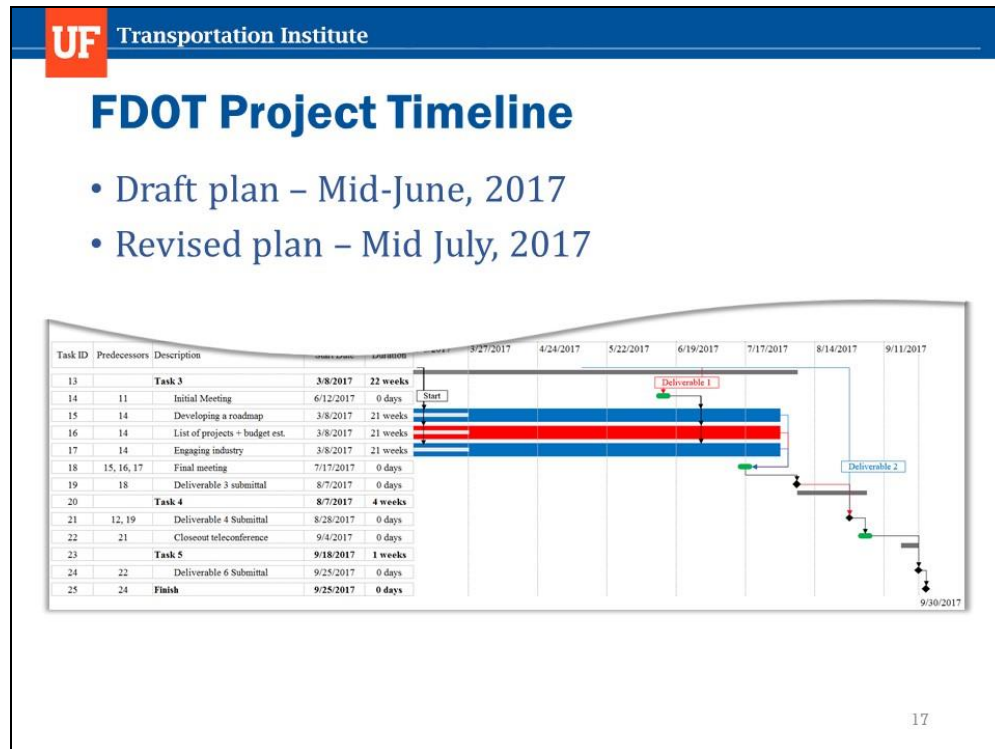 UF Transportation Institute
FDOT Project Timeline
• Draft plan – Mid-June, 2017
• Revised plan – Mid July, 2017
Task ID Predecessors Description Start Date Duration 3/27/2017 4/24/2017 5/22/2017 6/19/2017 7/17/2017 8/14/2017 9/11/2017
13 Task 3 3/8/2017 22 weeks Deliverable 1
14 11 Initial Meeting 6/12/2017 0 days Start
15 14 Developing a roadmap 3/8/2017 21 weeks
16 14 List of projects + budget est. 3/8/2017 21 weeks
17 14 Engaging industry 3/8/2017 21 weeks
18 15, 16, 17 Final meeting 7/17/2017 0 days Deliverable 2
19 18 Deliverable 3 submittal 8/7/2017 0 days
20 Task 4 8/7/2017 4 weeks
21 12, 19 Deliverable 4 Submittal 8/28/2017 0 days
22 21 Closeout teleconference 9/4/2017 0 days
23 Task 5 9/18/2017 1 weeks
24 22 Deliverable 6 Submittal 9/25/2017 0 days
25 24 Finish 9/25/2017 0 days
9/30/2017
17